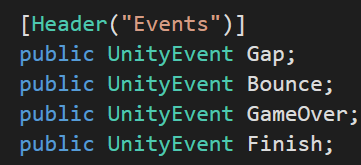 [Header("Events")]
public UnityEvent Gap;
public UnityEvent Bounce;
public UnityEvent GameOver;
public UnityEvent Finish;